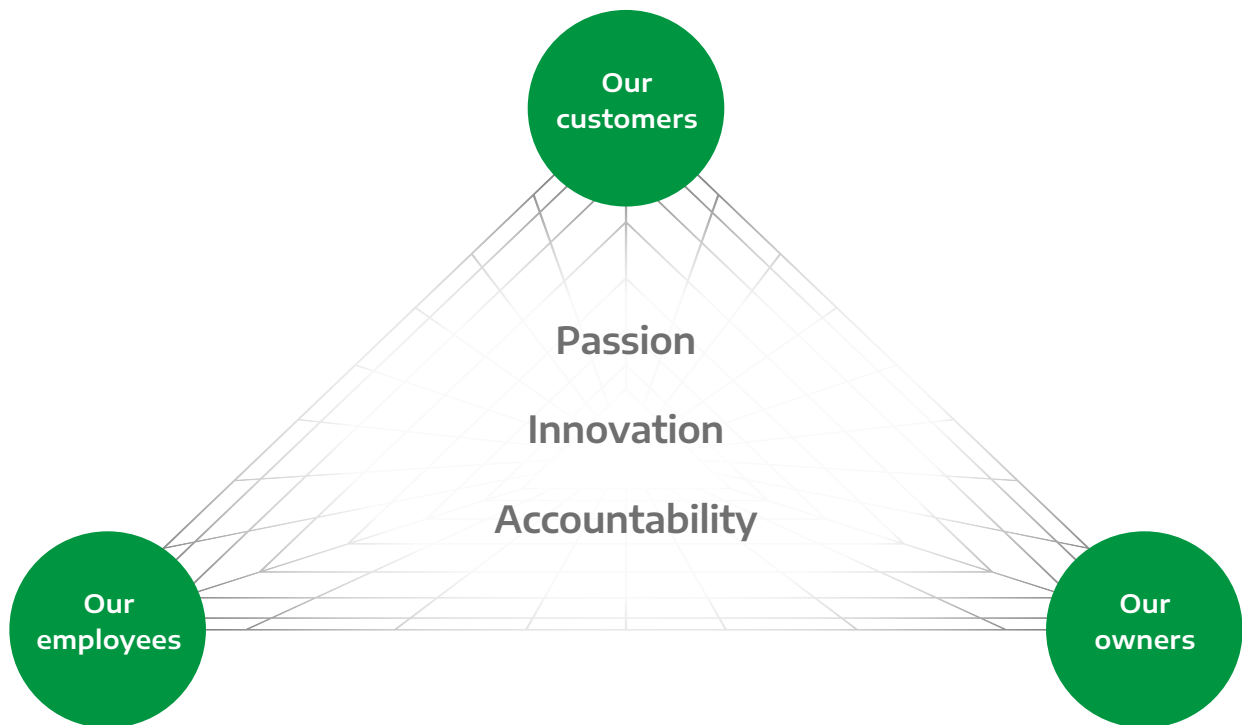 Our
customers
Passion
Innovation
Accountability
Our
employees
Our
owners